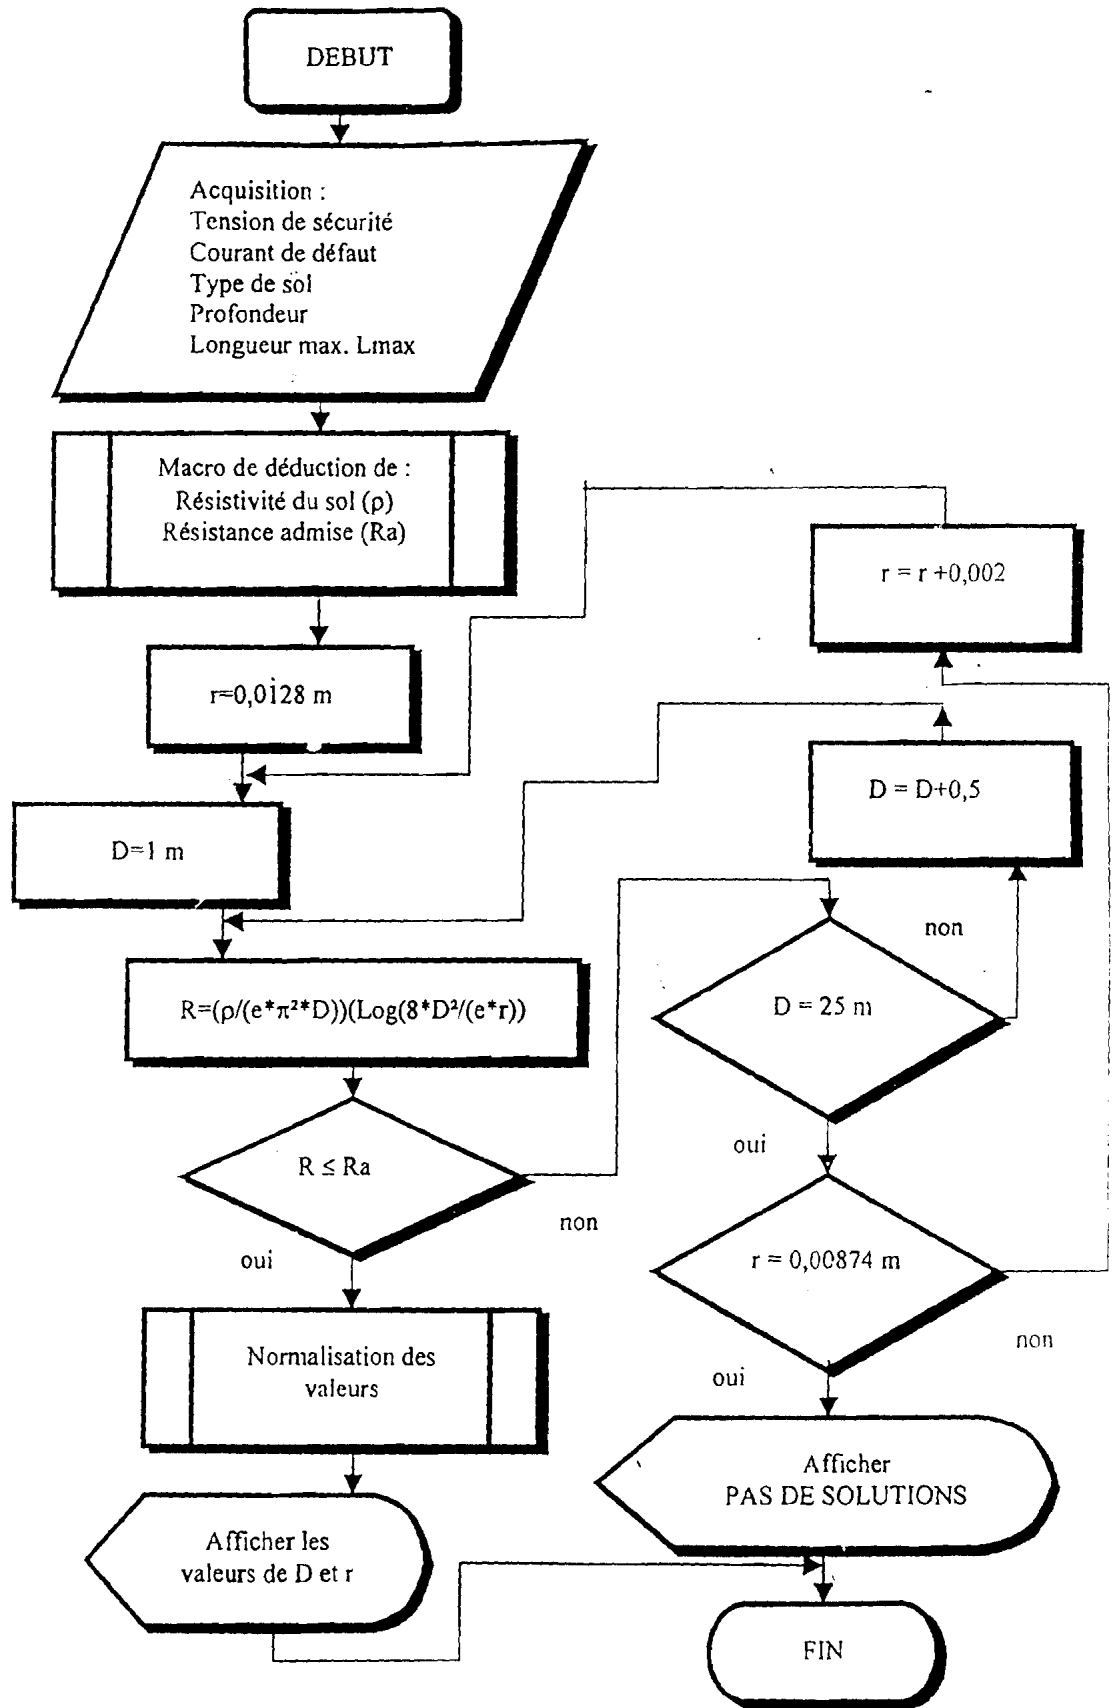 DEBUT
Acquisition :
Tension de sécurité
Courant de défaut
Type de sol
Profondeur
Longueur max. Lmax
Macro de déduction de :
Résistivité du sol (ρ)
Résistance admise (Ra)
r = r +0,002
r=0,0128 m
D = D+0,5
D=1 m
non
R=(ρ/(e*π²*D))(Log(8*D²/(e*r))
D = 25 m
oui
R ≤ Ra
non
oui
r = 0,00874 m
non
oui
Normalisation des
valeurs
Afficher
PAS DE SOLUTIONS
Afficher les
valeurs de D et r
FIN